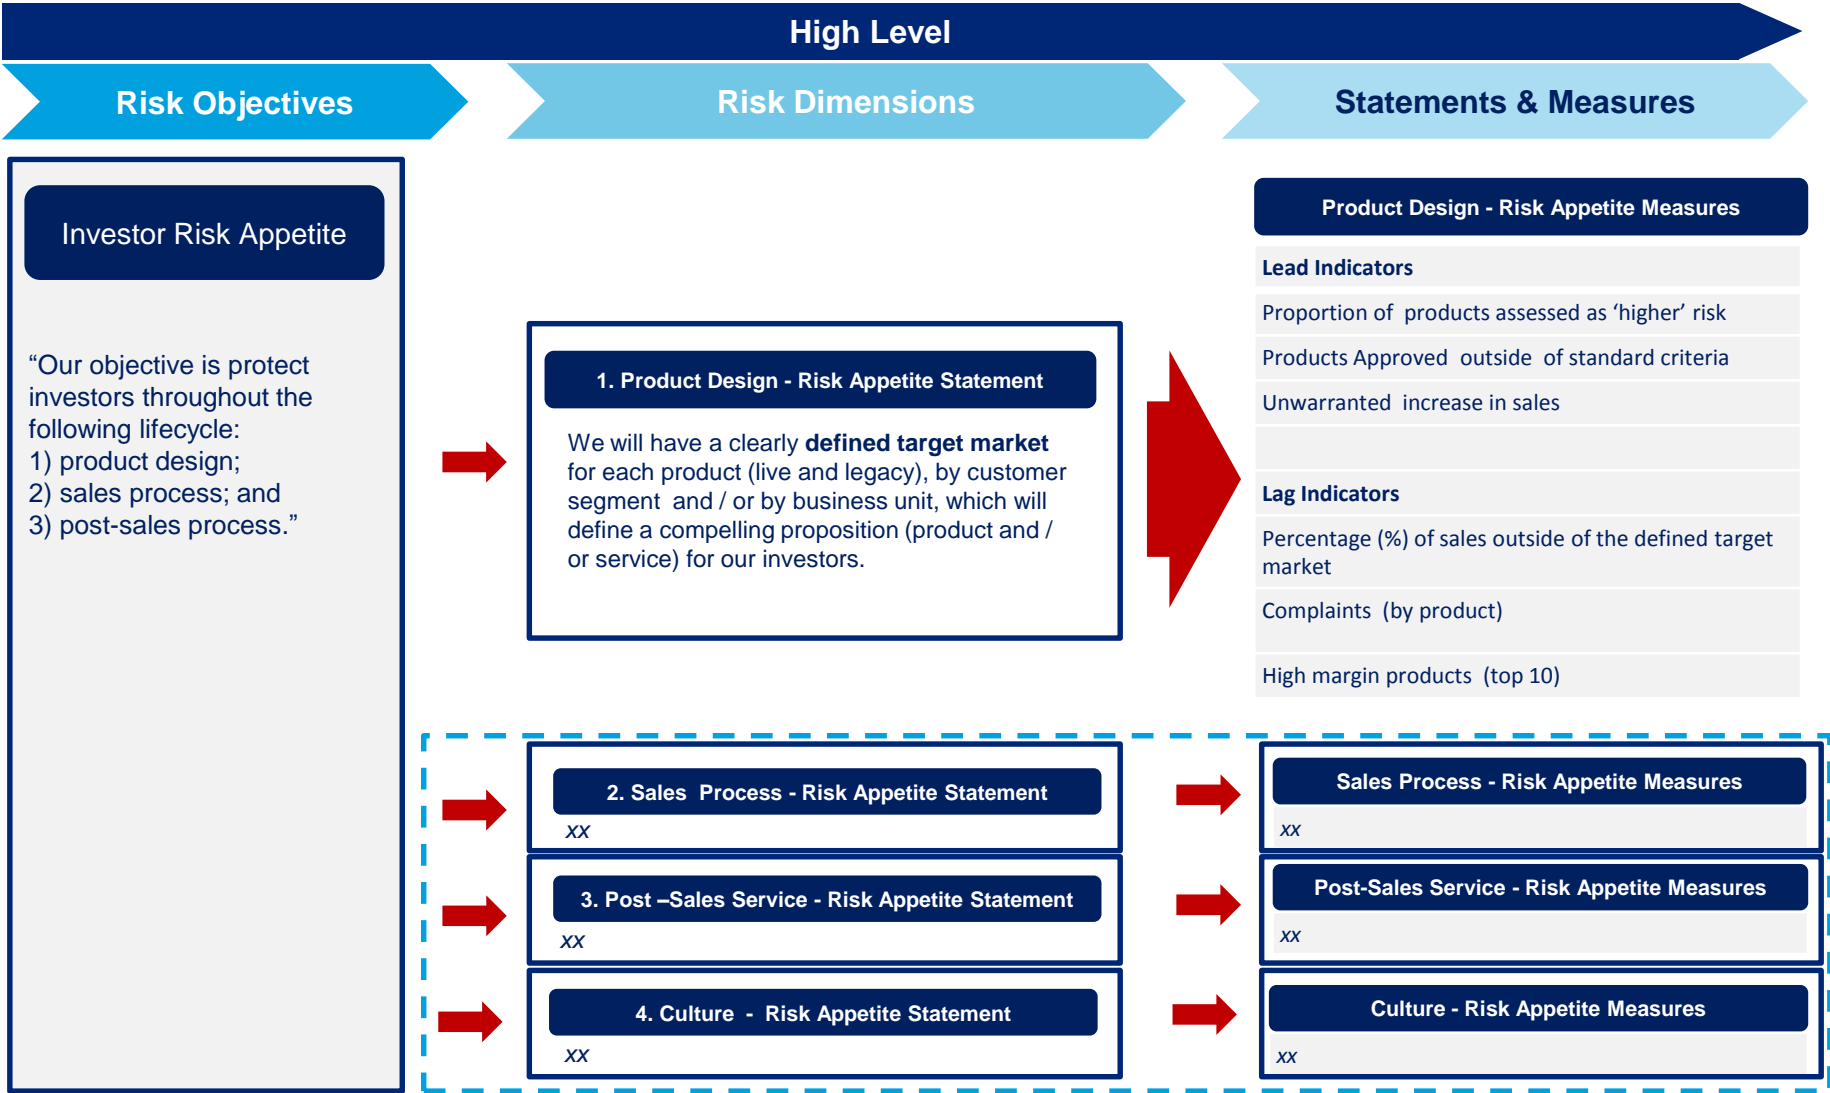 High Level
Risk Objectives
Risk Dimensions
Statements & Measures
Investor Risk Appetite
“Our objective is protect
investors throughout the
following lifecycle:
1) product design;
2) sales process; and
3) post-sales process.”
1. Product Design - Risk Appetite Statement
We will have a clearly defined target market
for each product (live and legacy), by customer
segment and / or by business unit, which will
define a compelling proposition (product and /
or service) for our investors.
Product Design - Risk Appetite Measures
Lead Indicators
Proportion of products assessed as ‘higher’ risk
Products Approved outside of standard criteria
Unwarranted increase in sales
Lag Indicators
Percentage (%) of sales outside of the defined target
market
Complaints (by product)
High margin products (top 10)
2. Sales Process - Risk Appetite Statement
xx
Sales Process - Risk Appetite Measures
xx
3. Post –Sales Service - Risk Appetite Statement
xx
Post-Sales Service - Risk Appetite Measures
xx
4. Culture - Risk Appetite Statement
xx
Culture - Risk Appetite Measures
xx